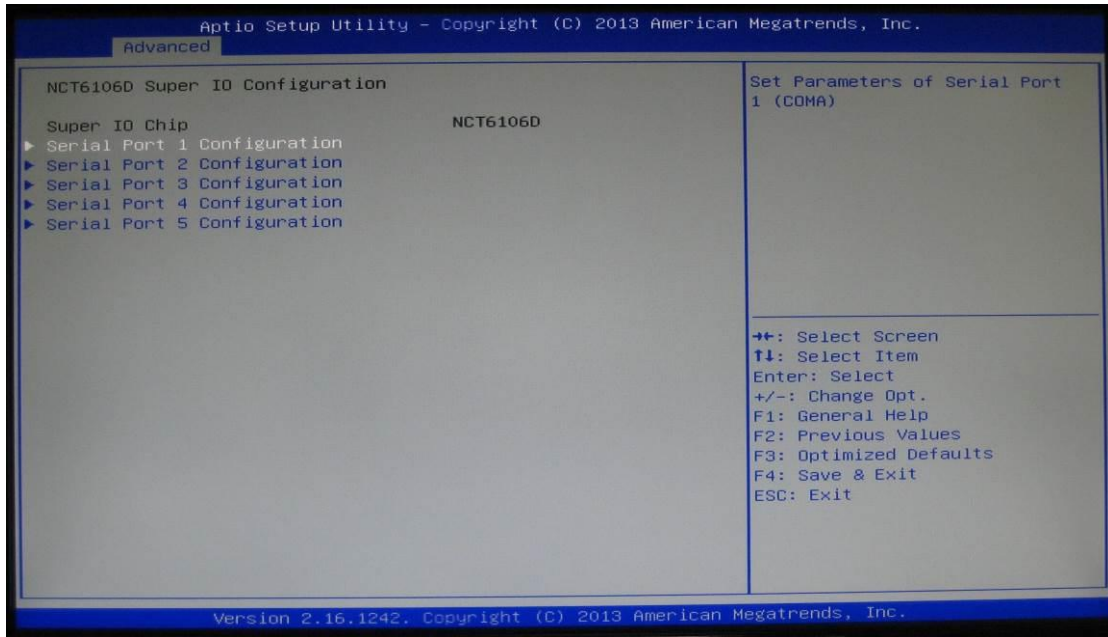 Aptio Setup Utility – Copyright (C) 2013 American Megatrends, Inc.
Advanced
NCT6106D Super IO Configuration
Super IO Chip NCT6106D
▶ Serial Port 1 Configuration
▶ Serial Port 2 Configuration
▶ Serial Port 3 Configuration
▶ Serial Port 4 Configuration
▶ Serial Port 5 Configuration
Set Parameters of Serial Port
1 (COMA)
→←: Select Screen
↑↓: Select Item
Enter: Select
+/-: Change Opt.
F1: General Help
F2: Previous Values
F3: Optimized Defaults
F4: Save & Exit
ESC: Exit
Version 2.16.1242. Copyright (C) 2013 American Megatrends, Inc.